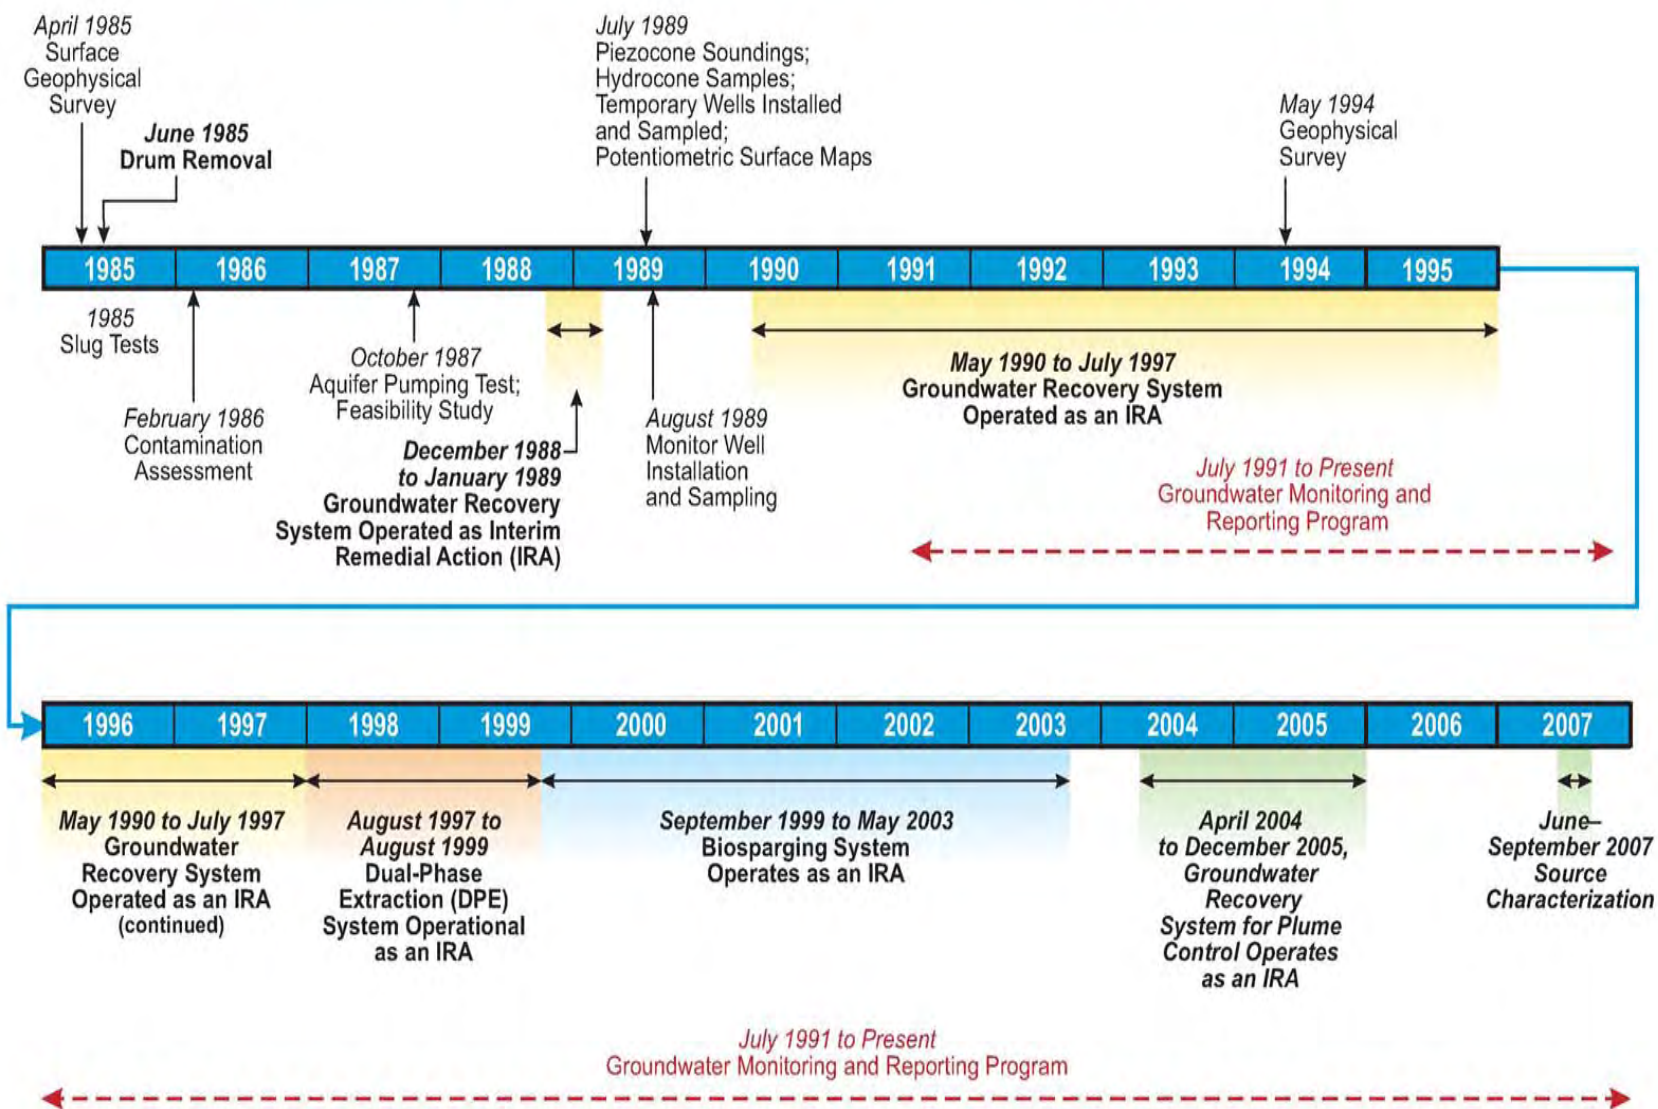 April 1985
Surface
Geophysical
Survey
June 1985
Drum Removal
July 1989
Piezocone Soundings;
Hydrocone Samples;
Temporary Wells Installed
and Sampled;
Potentiometric Surface Maps
May 1994
Geophysical
Survey
1985 1986 1987 1988 1989 1990 1991 1992 1993 1994 1995
1985
Slug Tests
February 1986
Contamination
Assessment
October 1987
Aquifer Pumping Test;
Feasibility Study
December 1988
to January 1989
Groundwater Recovery
System Operated as Interim
Remedial Action (IRA)
August 1989
Monitor Well
Installation
and Sampling
May 1990 to July 1997
Groundwater Recovery System
Operated as an IRA
July 1991 to Present
Groundwater Monitoring and
Reporting Program
1996 1997 1998 1999 2000 2001 2002 2003 2004 2005 2006 2007
May 1990 to July 1997
Groundwater
Recovery System
Operated as an IRA
(continued)
August 1997 to
August 1999
Dual-Phase
Extraction (DPE)
System Operational
as an IRA
September 1999 to May 2003
Biosparging System
Operates as an IRA
April 2004
to December 2005,
Groundwater
Recovery
System for Plume
Control Operates
as an IRA
June–
September 2007
Source
Characterization
July 1991 to Present
Groundwater Monitoring and Reporting Program